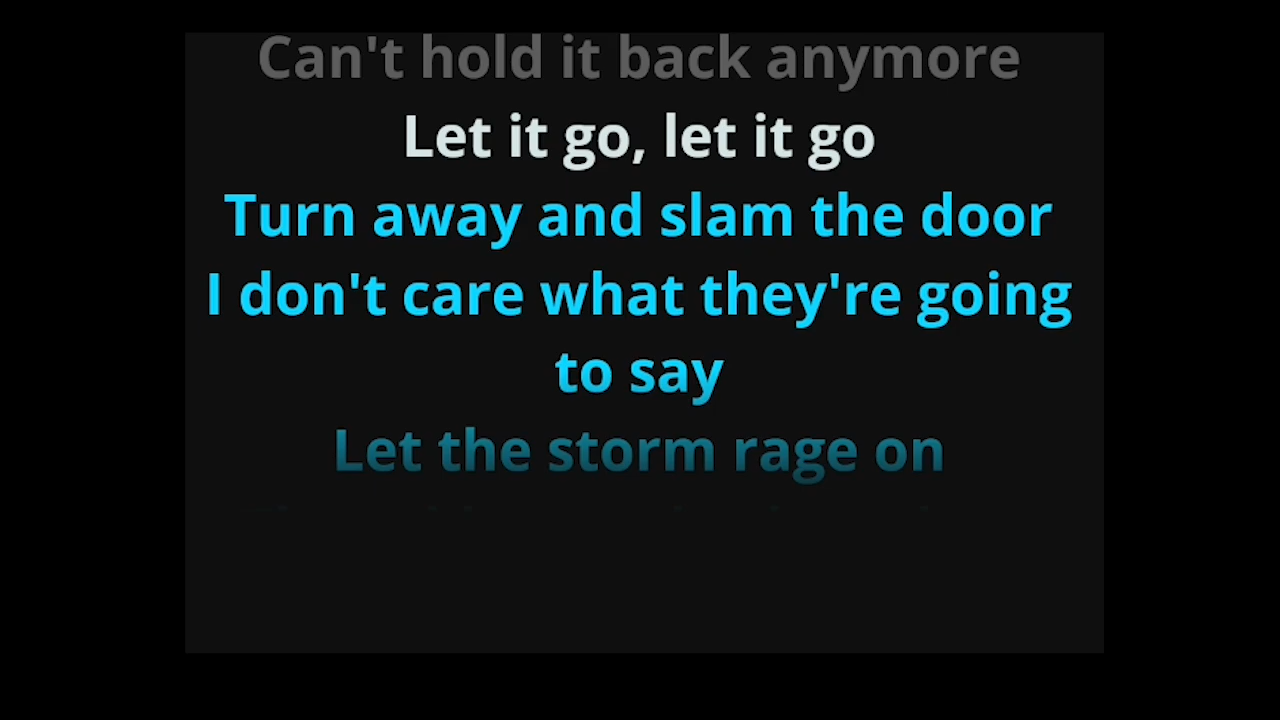 Can't hold it back anymore
Let it go, let it go
Turn away and slam the door
I don't care what they're going
to say
Let the storm rage on